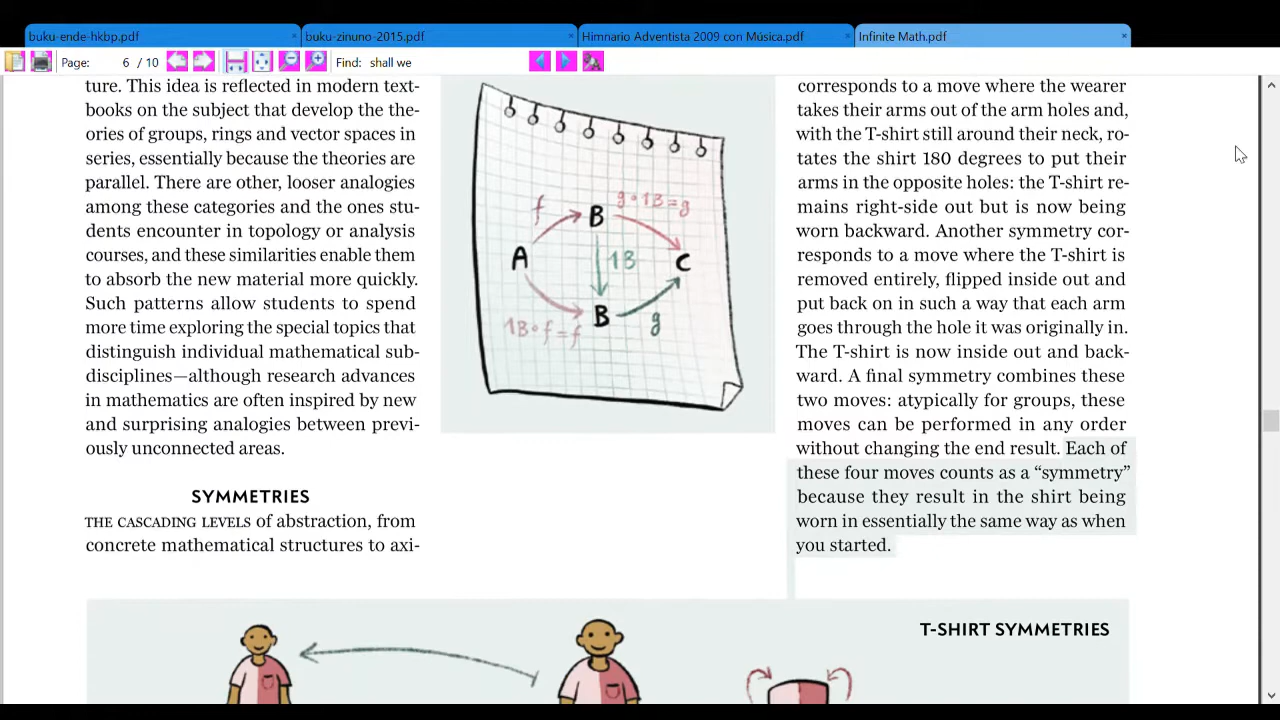 buku-ende-hkbp.pdf
buku-zinuno-2015.pdf
Himnario Adventista 2009 con Música.pdf
Infinite Math.pdf
Page: 6 / 10
Find: shall we
ture. This idea is reflected in modern text-
books on the subject that develop the the-
ories of groups, rings and vector spaces in
series, essentially because the theories are
parallel. There are other, looser analogies
among these categories and the ones stu-
dents encounter in topology or analysis
courses, and these similarities enable them
to absorb the new material more quickly.
Such patterns allow students to spend
more time exploring the special topics that
distinguish individual mathematical sub-
disciplines—although research advances
in mathematics are often inspired by new
and surprising analogies between previ-
ously unconnected areas.
SYMMETRIES
THE CASCADING LEVELS of abstraction, from
concrete mathematical structures to axi-
f
B
g • 1B = g
A
1B
C
1B • f = f
B
g
corresponds to a move where the wearer
takes their arms out of the arm holes and,
with the T-shirt still around their neck, ro-
tates the shirt 180 degrees to put their
arms in the opposite holes: the T-shirt re-
mains right-side out but is now being
worn backward. Another symmetry cor-
responds to a move where the T-shirt is
removed entirely, flipped inside out and
put back on in such a way that each arm
goes through the hole it was originally in.
The T-shirt is now inside out and back-
ward. A final symmetry combines these
two moves: atypically for groups, these
moves can be performed in any order
without changing the end result. Each of
these four moves counts as a “symmetry”
because they result in the shirt being
worn in essentially the same way as when
you started.
T-SHIRT SYMMETRIES